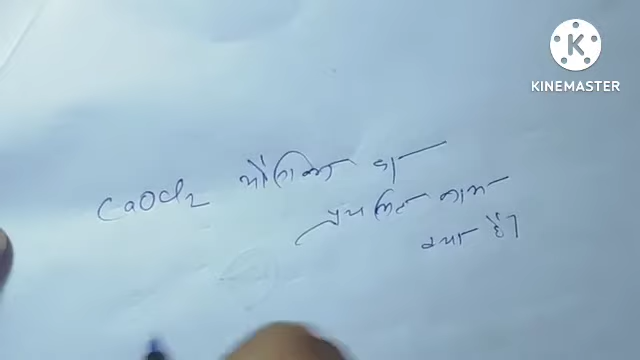 CaOCl2 यौगिक का
प्रचलित नाम
क्या है।
KINEMASTER